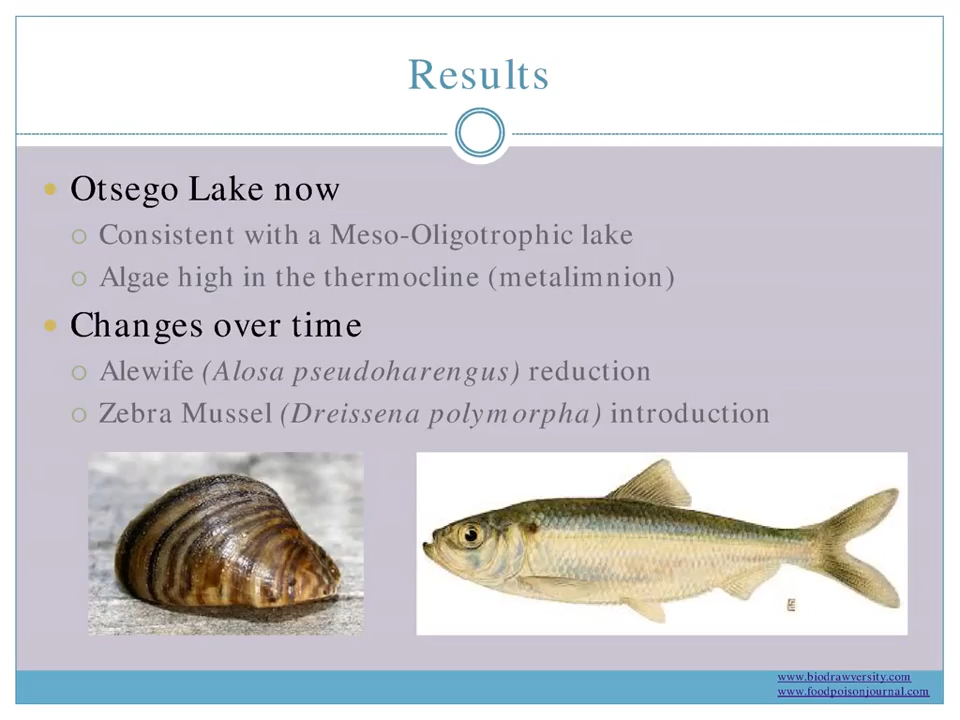 Results
Otsego Lake now
Consistent with a Meso-Oligotrophic lake
Algae high in the thermocline (metalimnion)
Changes over time
Alewife (Alosa pseudoharengus) reduction
Zebra Mussel (Dreissena polymorpha) introduction
www.biodrawversity.com
www.foodpoisonjournal.com